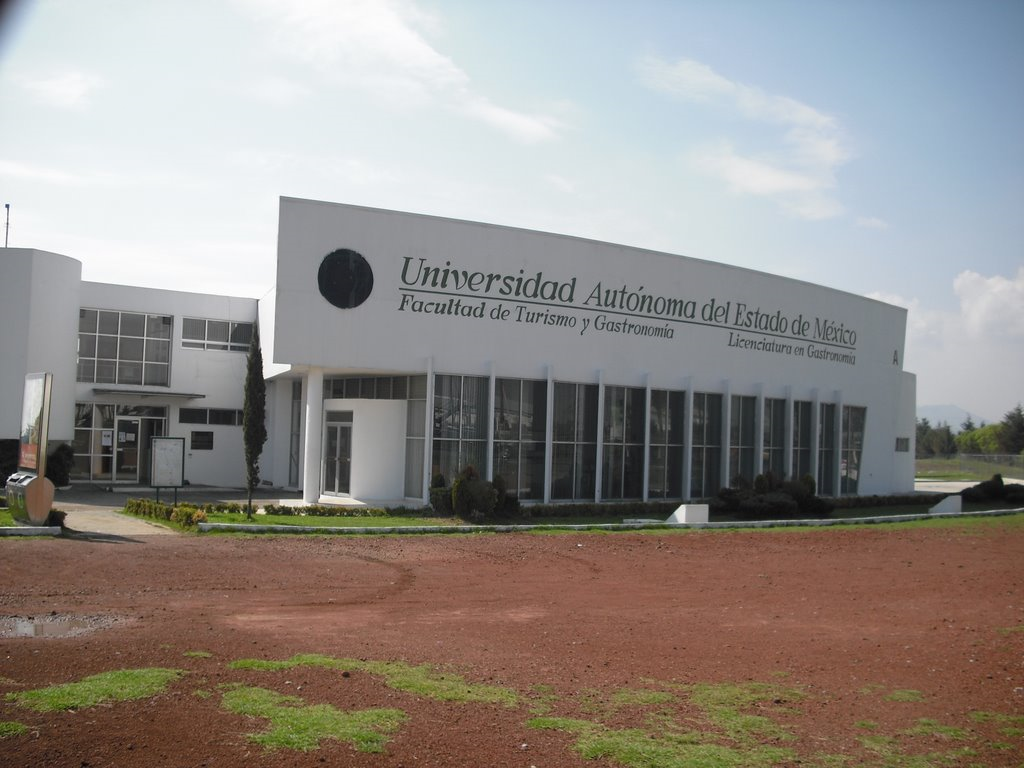 Universidad Autónoma del Estado de México
Facultad de Turismo y Gastronomía
Licenciatura en Gastronomía
A